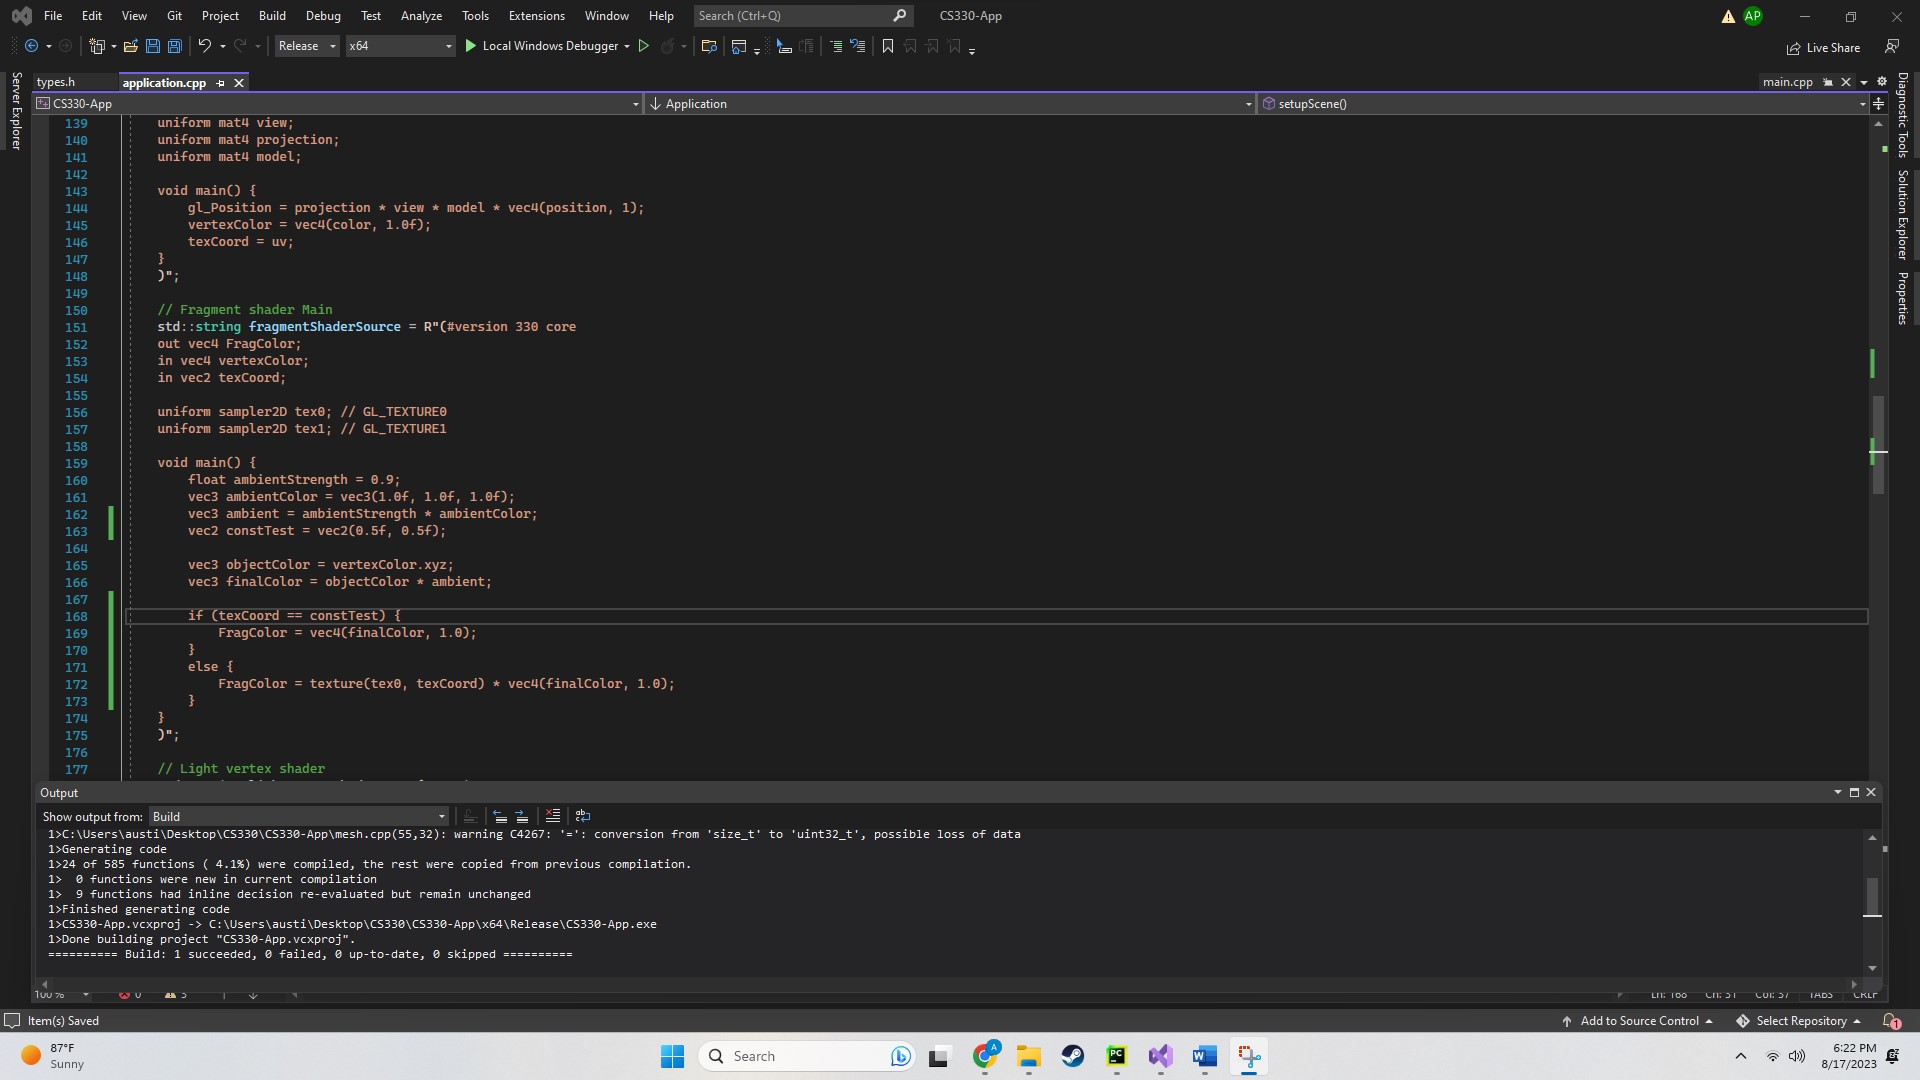 File Edit View Git Project Build Debug Test Analyze Tools Extensions Window Help Search (Ctrl+Q) CS330-App AP
Release x64 Local Windows Debugger Live Share
types.h application.cpp main.cpp
CS330-App Application setupScene()
Server Explorer
Diagnostic Tools
Solution Explorer
Properties
139 uniform mat4 view;
140 uniform mat4 projection;
141 uniform mat4 model;
142
143 void main() {
144 gl_Position = projection * view * model * vec4(position, 1);
145 vertexColor = vec4(color, 1.0f);
146 texCoord = uv;
147 }
148 )";
149
150 // Fragment shader Main
151 std::string fragmentShaderSource = R"(#version 330 core
152 out vec4 FragColor;
153 in vec4 vertexColor;
154 in vec2 texCoord;
155
156 uniform sampler2D tex0; // GL_TEXTURE0
157 uniform sampler2D tex1; // GL_TEXTURE1
158
159 void main() {
160 float ambientStrength = 0.9;
161 vec3 ambientColor = vec3(1.0f, 1.0f, 1.0f);
162 vec3 ambient = ambientStrength * ambientColor;
163 vec2 constTest = vec2(0.5f, 0.5f);
164
165 vec3 objectColor = vertexColor.xyz;
166 vec3 finalColor = objectColor * ambient;
167
168 if (texCoord == constTest) {
169 FragColor = vec4(finalColor, 1.0);
170 }
171 else {
172 FragColor = texture(tex0, texCoord) * vec4(finalColor, 1.0);
173 }
174 }
175 )";
176
177 // Light vertex shader
Output
Show output from: Build
1>C:\Users\austi\Desktop\CS330\CS330-App\mesh.cpp(55,32): warning C4267: '=': conversion from 'size_t' to 'uint32_t', possible loss of data
1>Generating code
1>24 of 585 functions ( 4.1%) were compiled, the rest were copied from previous compilation.
1>  0 functions were new in current compilation
1>  9 functions had inline decision re-evaluated but remain unchanged
1>Finished generating code
1>CS330-App.vcxproj -> C:\Users\austi\Desktop\CS330\CS330-App\x64\Release\CS330-App.exe
1>Done building project "CS330-App.vcxproj".
========== Build: 1 succeeded, 0 failed, 0 up-to-date, 0 skipped ==========
100 % 0 3 Ln: 168 Ch: 31 Col: 37 TABS CRLF
Item(s) Saved Add to Source Control Select Repository 1
87°F
Sunny
Search
6:22 PM
8/17/2023